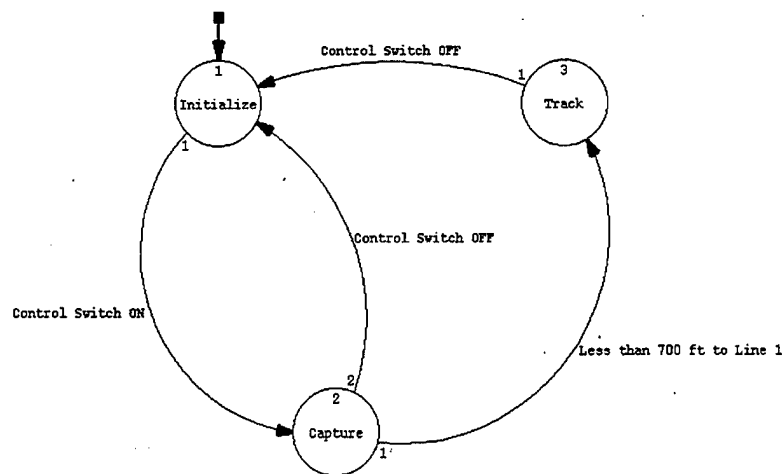 Control Switch OFF
1
Initialize
1
1
3
Track
Control Switch OFF
Control Switch ON
Less than 700 ft to Line 1
2
2
Capture
1